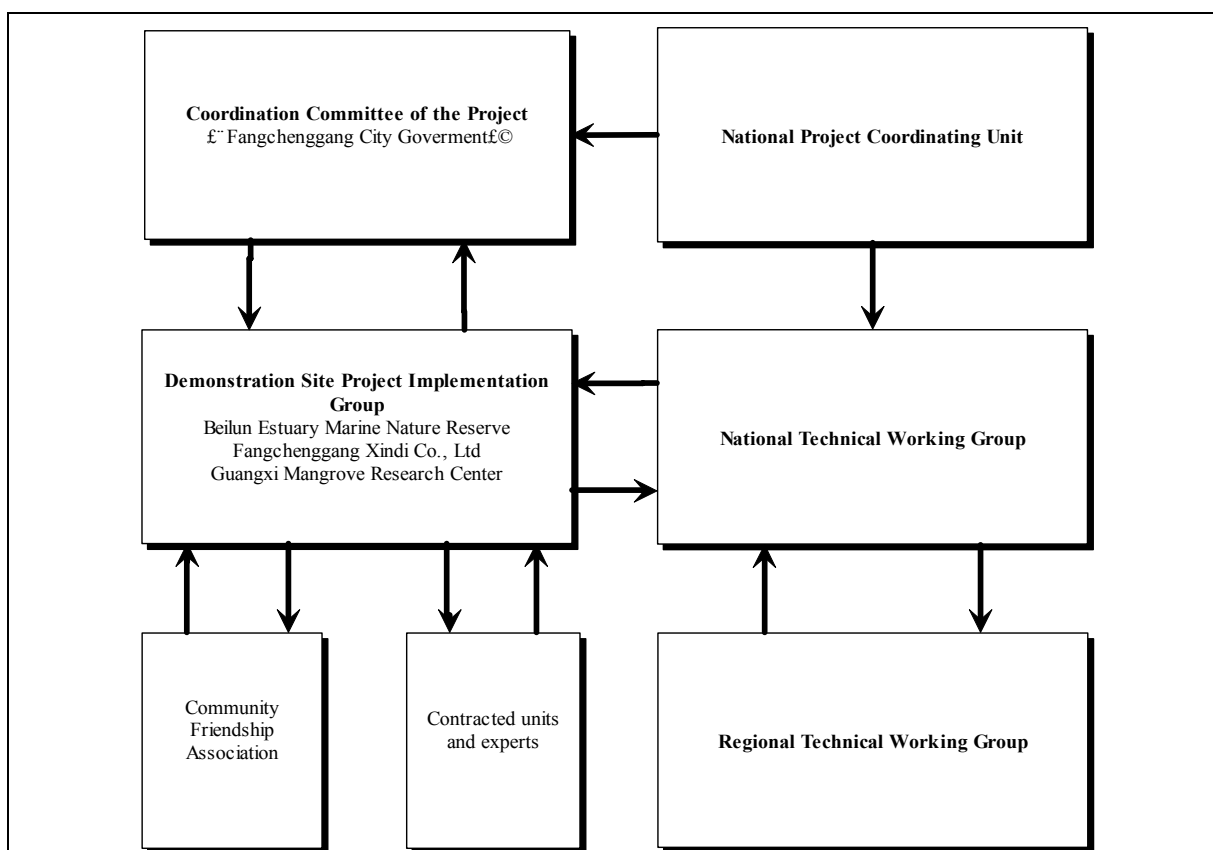 Coordination Committee of the Project
£¨Fangchenggang City Goverment£©
National Project Coordinating Unit
Demonstration Site Project Implementation
Group
Beilun Estuary Marine Nature Reserve
Fangchenggang Xindi Co., Ltd
Guangxi Mangrove Research Center
National Technical Working Group
Community
Friendship
Association
Contracted units
and experts
Regional Technical Working Group